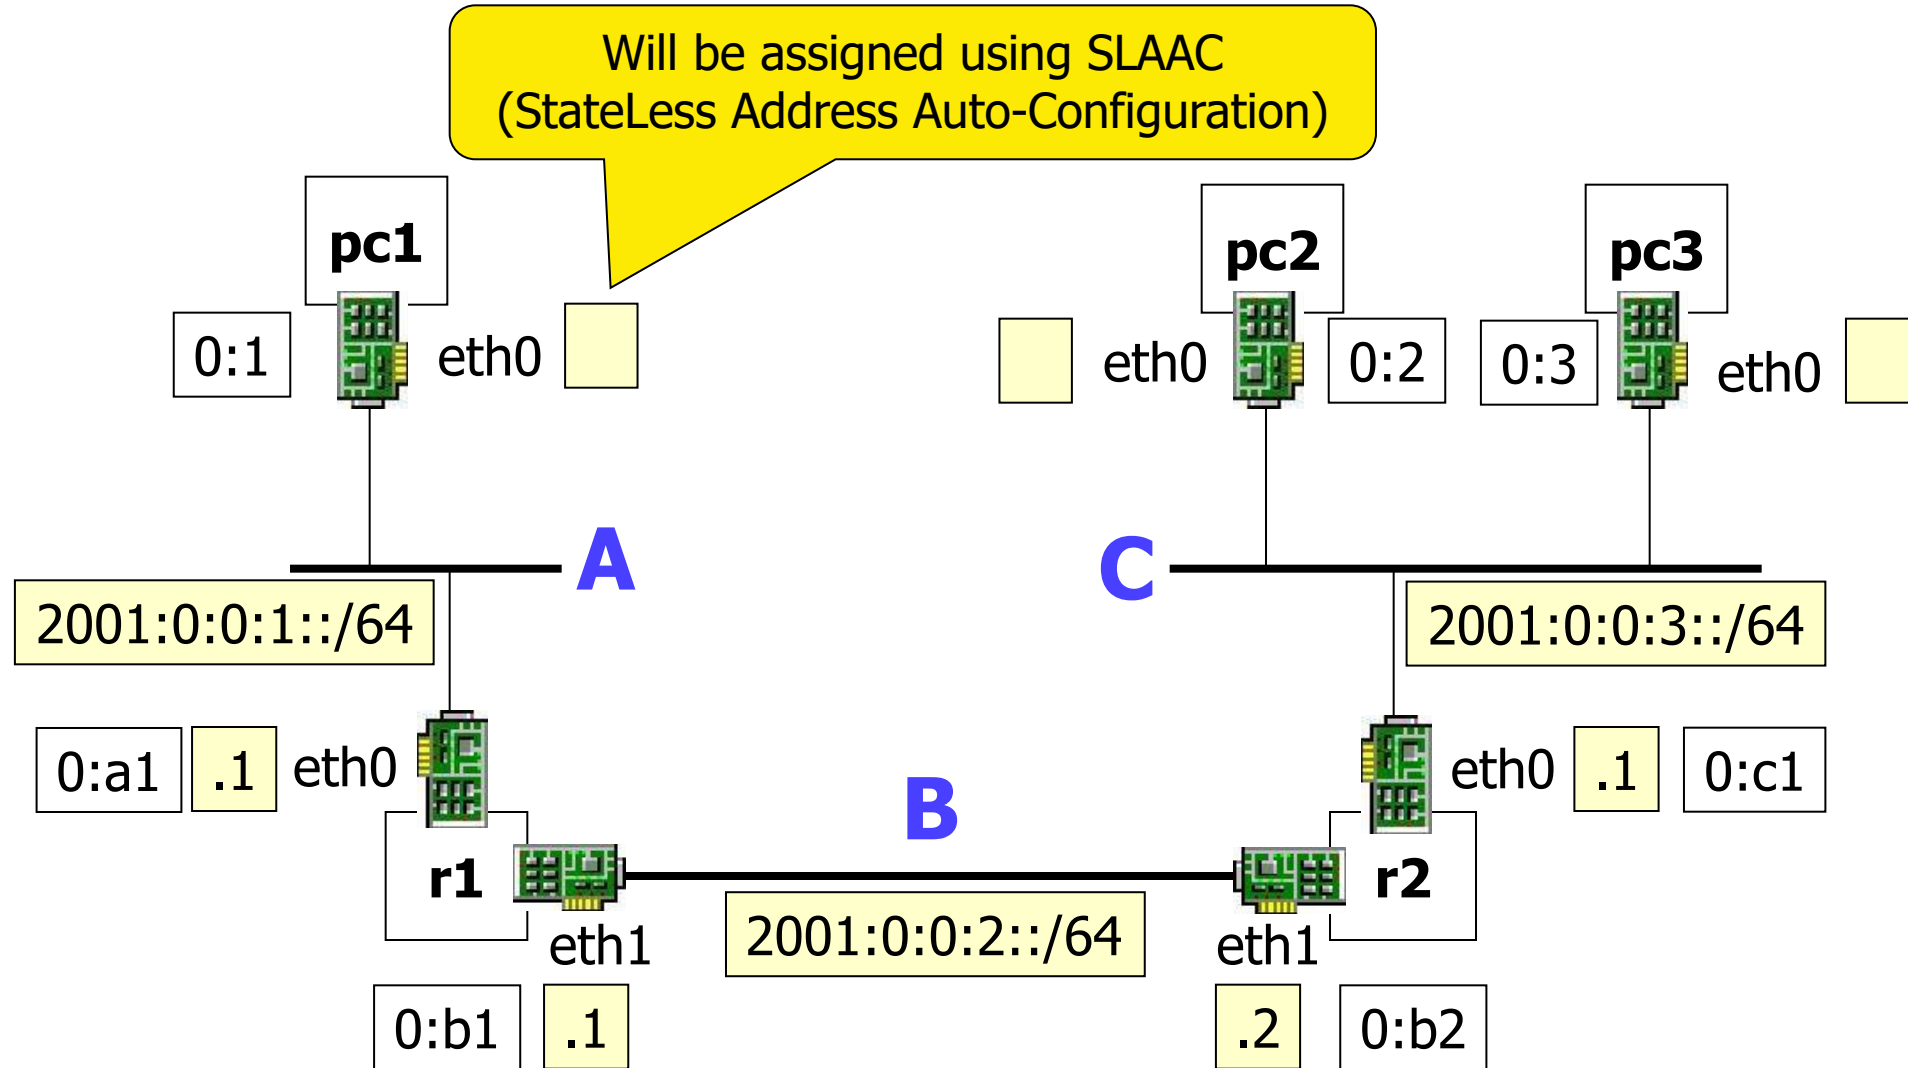 Will be assigned using SLAAC
(StateLess Address Auto-Configuration)
pc1
pc2
pc3
0:1
eth0
eth0
0:2
0:3
eth0
A
C
2001:0:0:1::/64
2001:0:0:3::/64
0:a1
.1
eth0
eth0
.1
0:c1
B
r1
r2
2001:0:0:2::/64
eth1
eth1
0:b1
.1
.2
0:b2